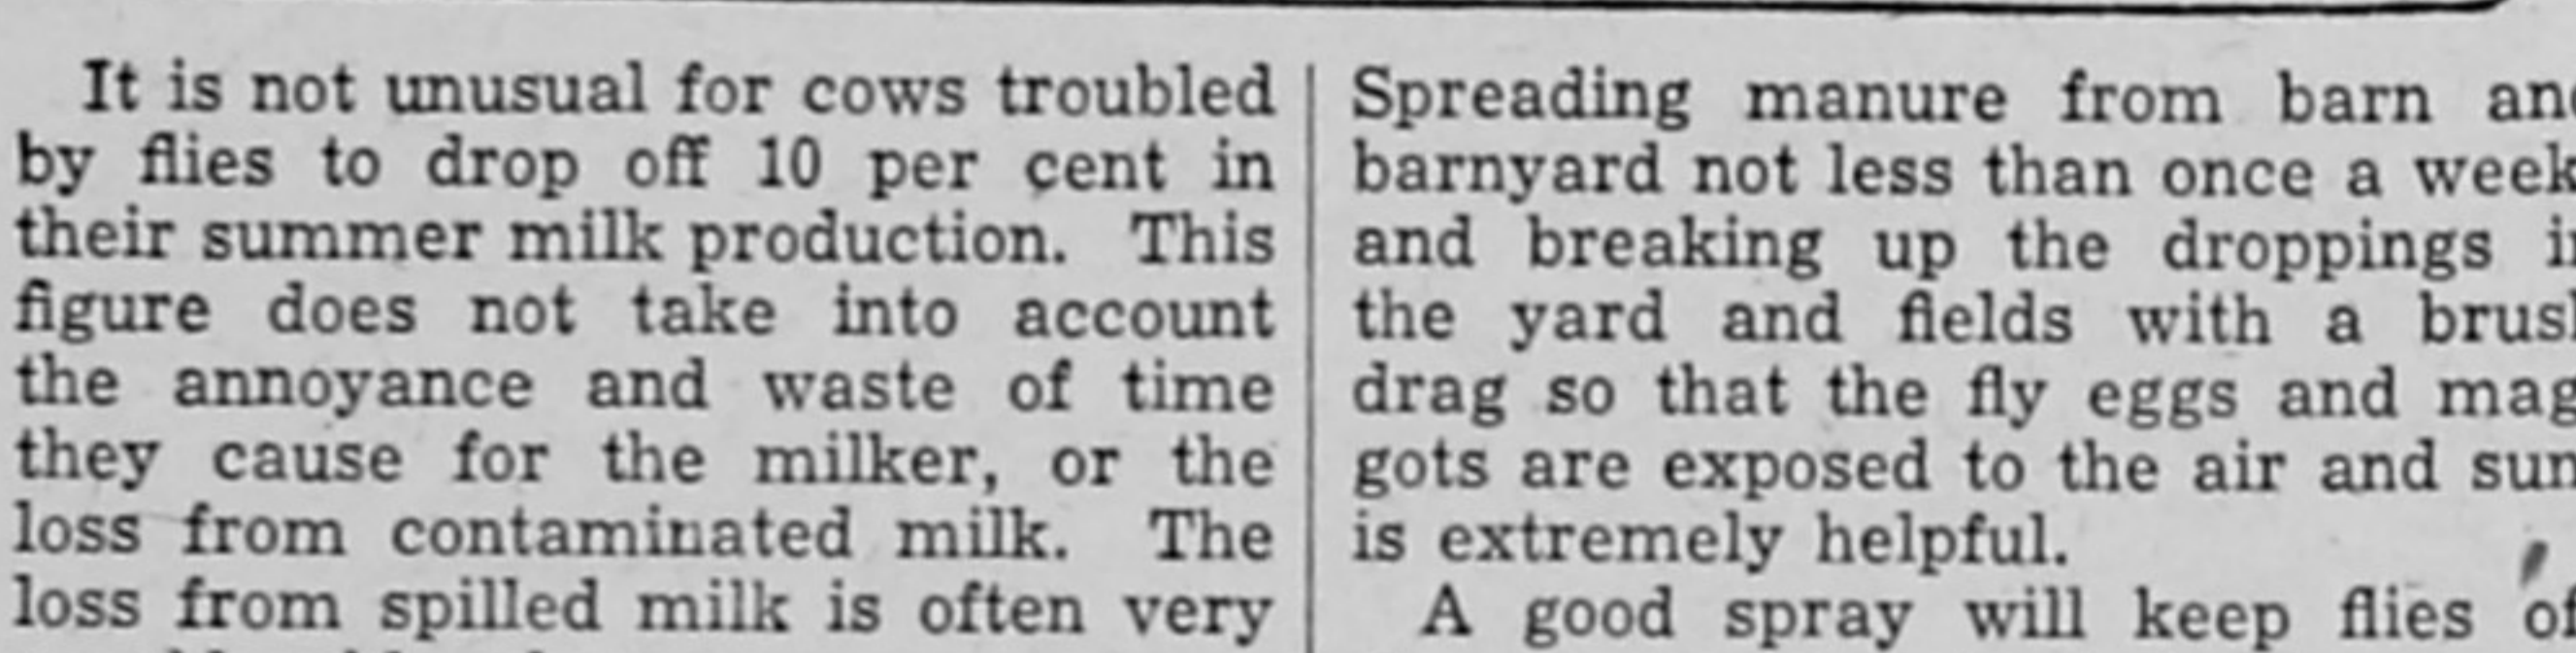 It is not unusual for cows troubled
by flies to drop off 10 per cent in
their summer milk production. This
figure does not take into account
the annoyance and waste of time
they cause for the milker, or the
loss from contaminated milk. The
loss from spilled milk is often very
Spreading manure from barn
barnyard not less than once a week
and breaking up the droppings
the yard and fields with a
drag so that the fly eggs and mag
gots are exposed to the air and sun
is extremely helpful.
A good spray will keep flies